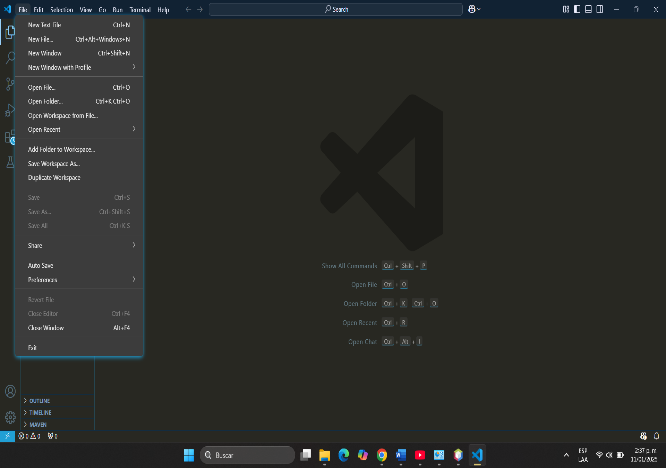 File Edit Selection View Go Run Terminal Help
Search
New Text File Ctrl+N
New File... Ctrl+Alt+Windows+N
New Window Ctrl+Shift+N
New Window with Profile
Open File... Ctrl+O
Open Folder... Ctrl+K Ctrl+O
Open Workspace from File...
Open Recent
Add Folder to Workspace...
Save Workspace As...
Duplicate Workspace
Save Ctrl+S
Save As... Ctrl+Shift+S
Save All Ctrl+K S
Share
Auto Save
Preferences
Revert File
Close Editor Ctrl+F4
Close Window Alt+F4
Exit
Show All Commands Ctrl + Shift + P
Open File Ctrl + O
Open Folder Ctrl + K Ctrl O
Open Recent Ctrl + R
Open Chat Ctrl + Alt + I
OUTLINE
TIMELINE
MAVEN
0 0 0
Buscar
ESP
LAA
2:37 p. m.